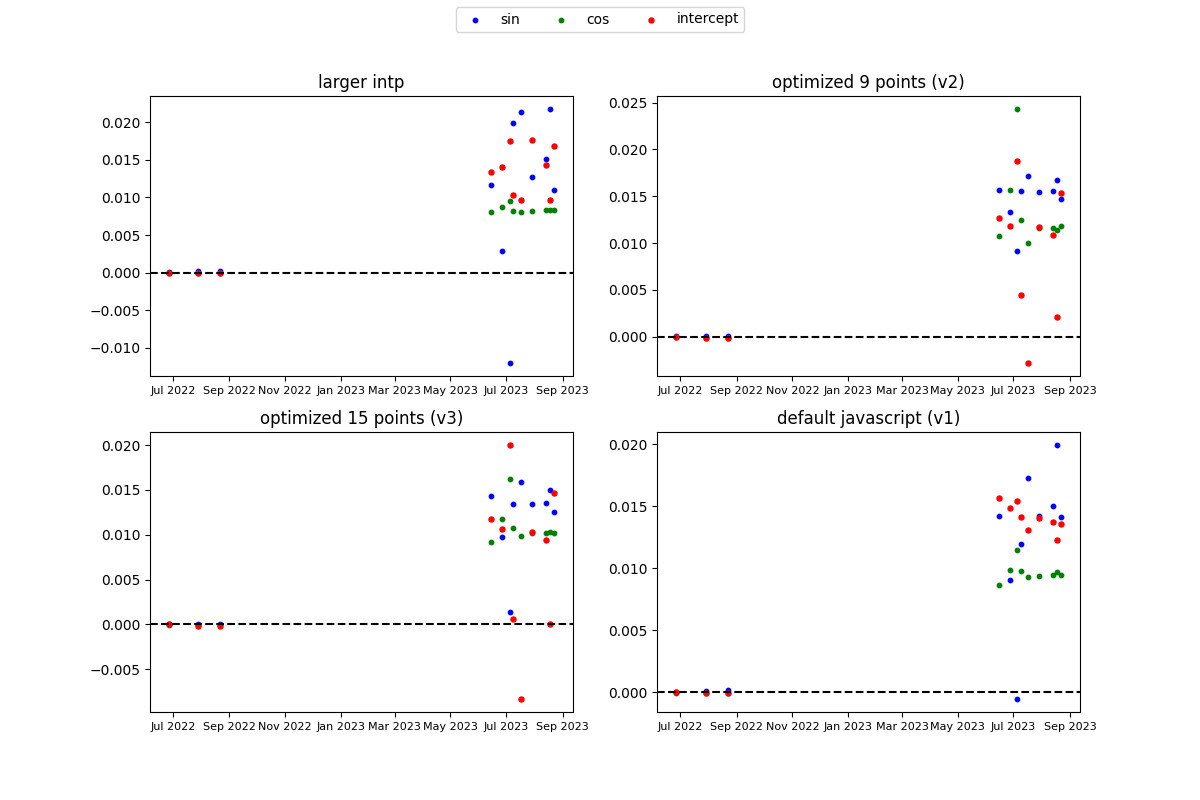 sin cos intercept
larger intp
0.020
0.015
0.010
0.005
0.000
−0.005
−0.010
Jul 2022 Sep 2022 Nov 2022 Jan 2023 Mar 2023 May 2023 Jul 2023 Sep 2023
optimized 9 points (v2)
0.025
0.020
0.015
0.010
0.005
0.000
Jul 2022 Sep 2022 Nov 2022 Jan 2023 Mar 2023 May 2023 Jul 2023 Sep 2023
optimized 15 points (v3)
0.020
0.015
0.010
0.005
0.000
−0.005
Jul 2022 Sep 2022 Nov 2022 Jan 2023 Mar 2023 May 2023 Jul 2023 Sep 2023
default javascript (v1)
0.020
0.015
0.010
0.005
0.000
Jul 2022 Sep 2022 Nov 2022 Jan 2023 Mar 2023 May 2023 Jul 2023 Sep 2023